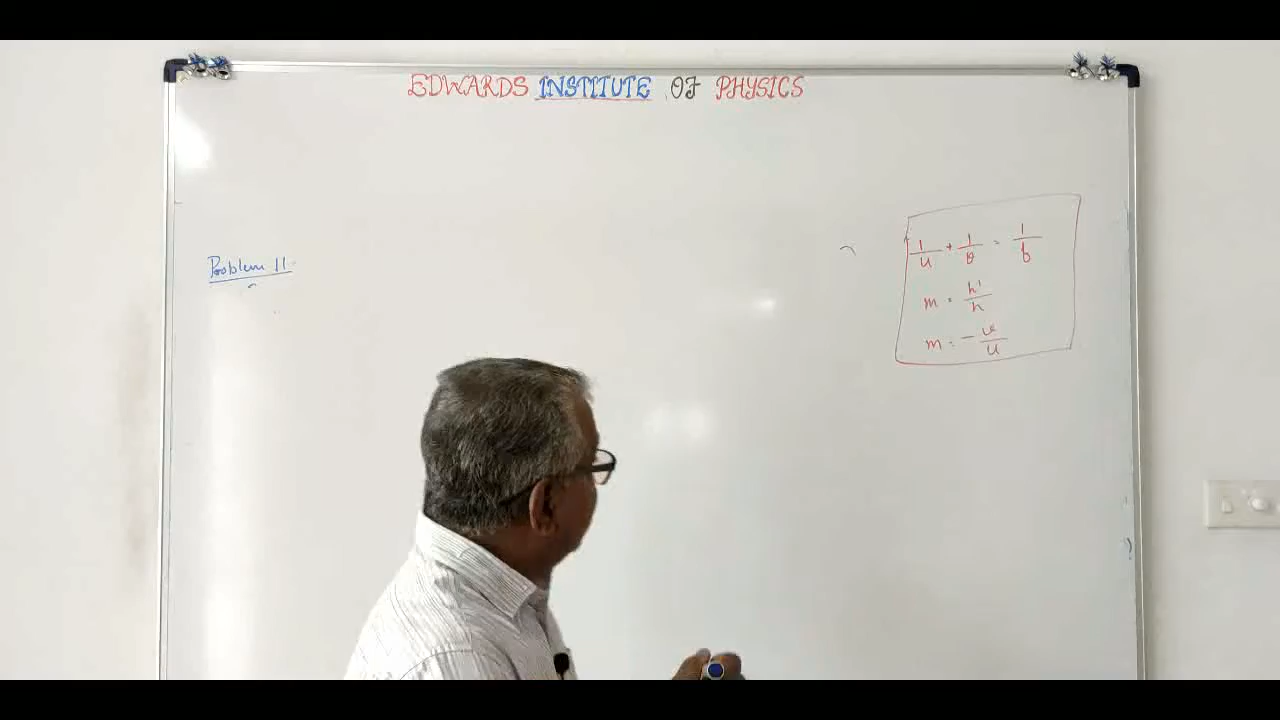 EDWARDS INSTITUTE OF PHYSICS
Problem 11
1/u + 1/v = 1/f
m = h'/h
m = - v/u